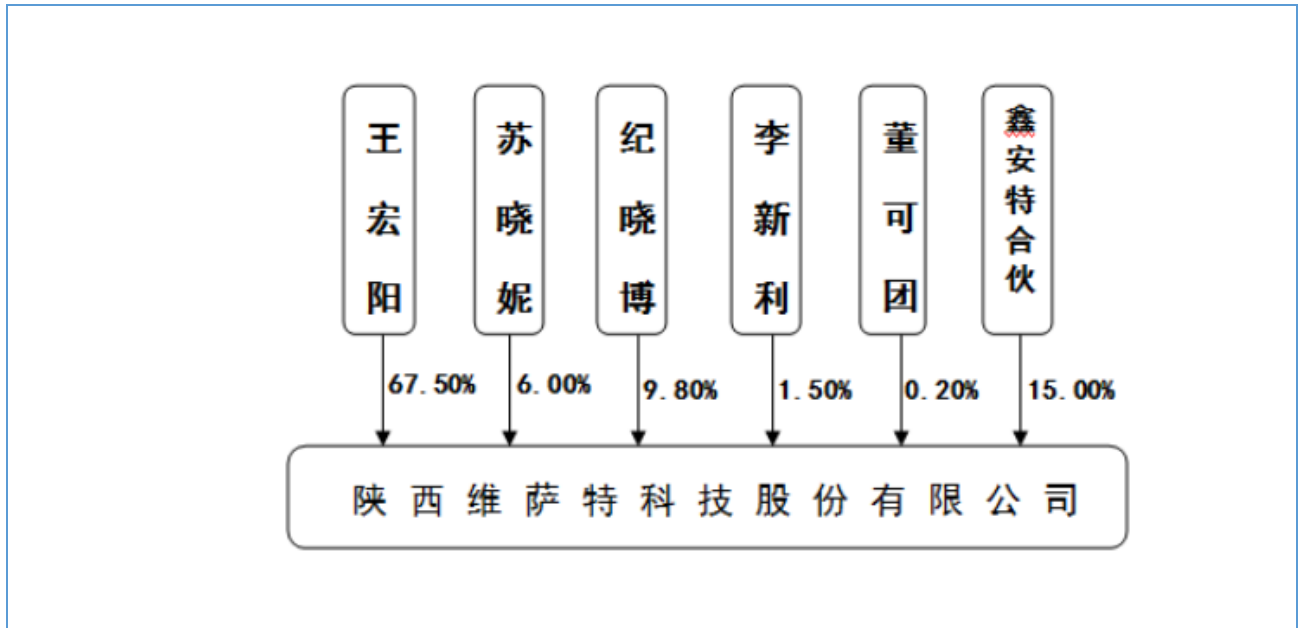 王宏阳
苏晓妮
纪晓博
李新利
董可团
鑫安特合伙
67.50%
6.00%
9.80%
1.50%
0.20%
15.00%
陕西维萨特科技股份有限公司